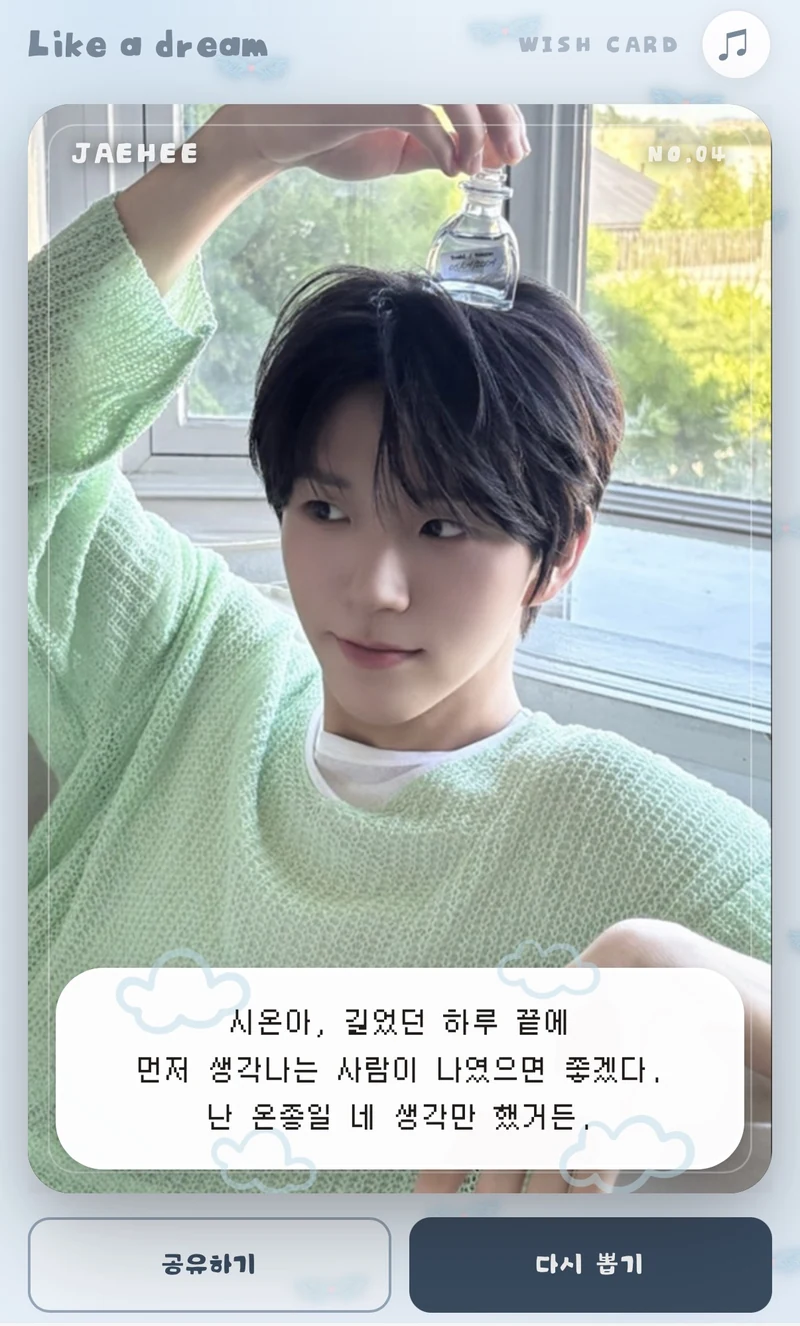 Like a dream
WISH CARD
JAEHEE
NO.04
시온아, 길었던 하루 끝에
먼저 생각나는 사람이 나였으면 좋겠다.
난 온종일 네 생각만 했거든.
공유하기
다시 뽑기